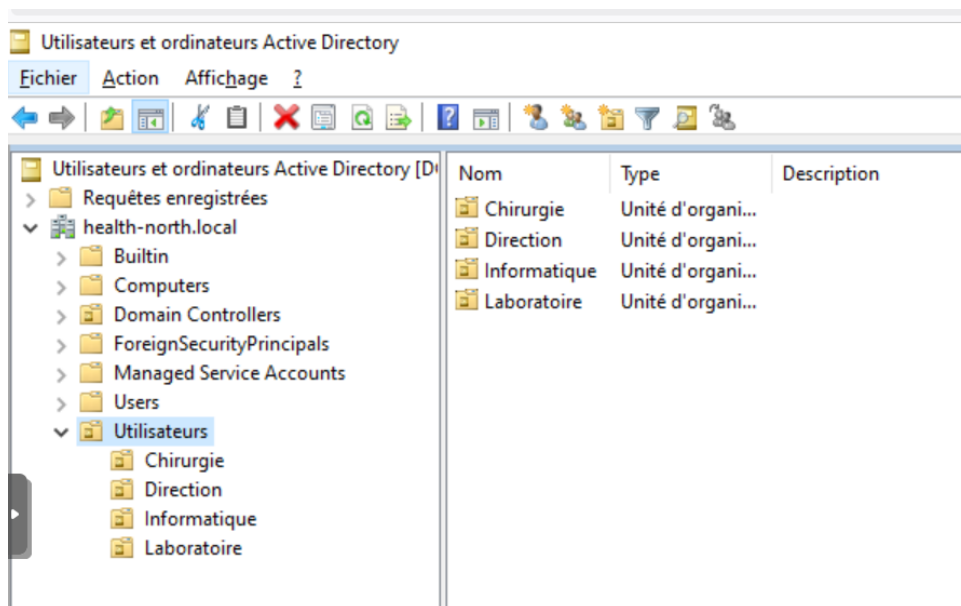 Utilisateurs et ordinateurs Active Directory
Fichier Action Affichage ?
Utilisateurs et ordinateurs Active Directory [D
Requêtes enregistrées
health-north.local
Builtin
Computers
Domain Controllers
ForeignSecurityPrincipals
Managed Service Accounts
Users
Utilisateurs
Chirurgie
Direction
Informatique
Laboratoire
Nom Type Description
Chirurgie Unité d'organi...
Direction Unité d'organi...
Informatique Unité d'organi...
Laboratoire Unité d'organi...